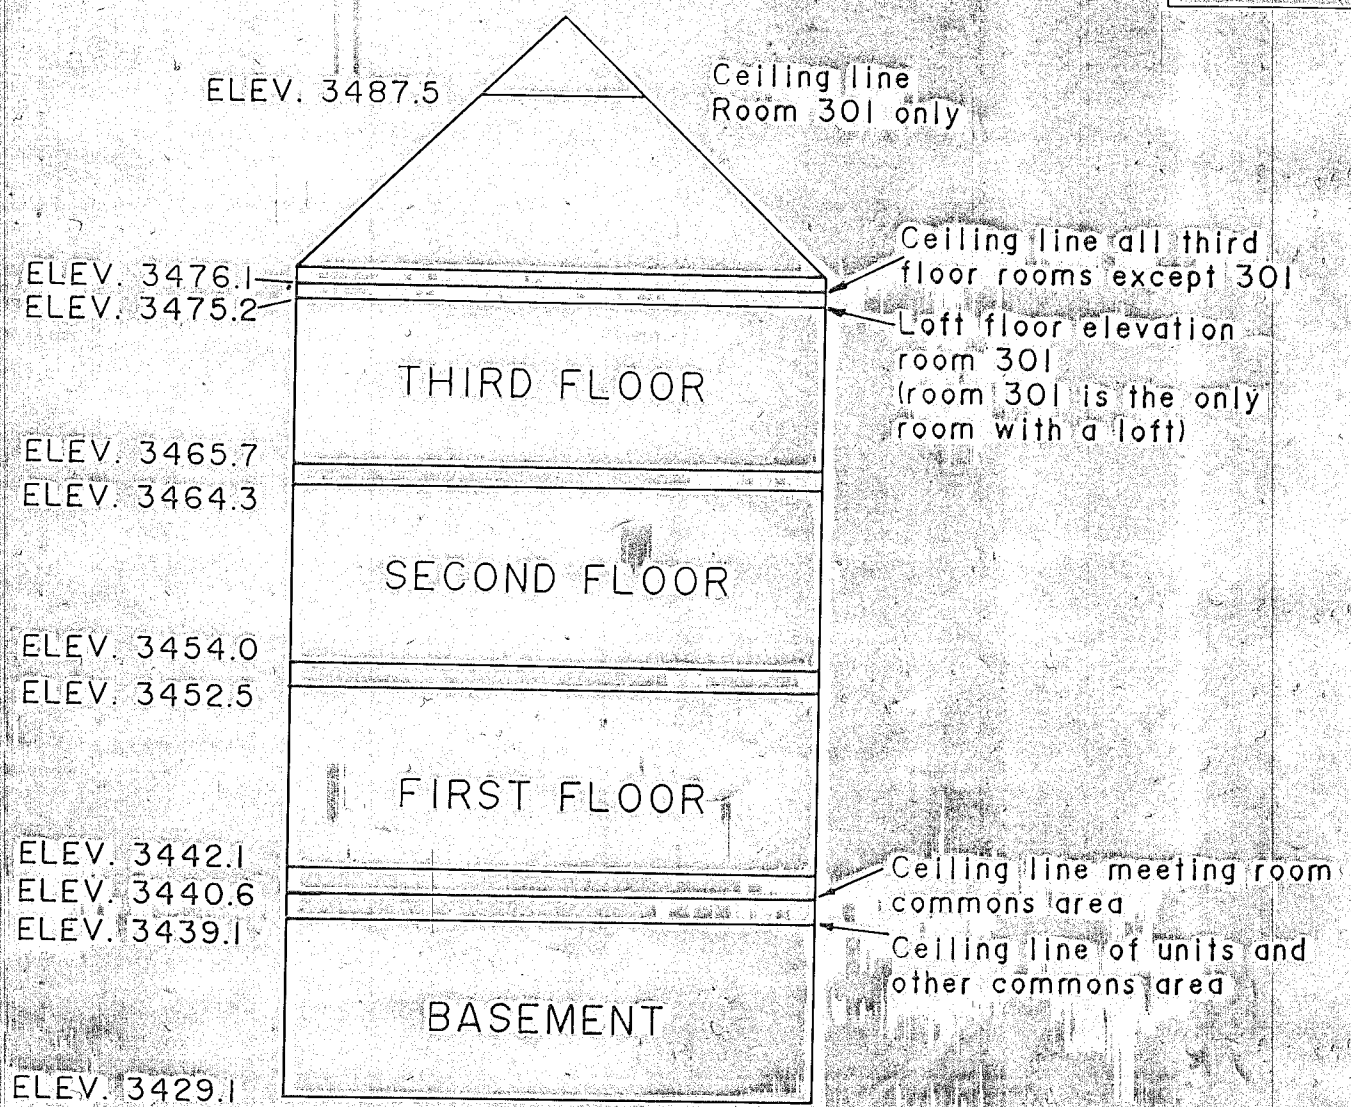 ELEV. 3487.5
Ceiling line
Room 301 only
ELEV. 3476.1
ELEV. 3475.2
Ceiling line all third
floor rooms except 301
Loft floor elevation
room 301
(room 301 is the only
room with a loft)
THIRD FLOOR
ELEV. 3465.7
ELEV. 3464.3
SECOND FLOOR
ELEV. 3454.0
ELEV. 3452.5
FIRST FLOOR
ELEV. 3442.1
ELEV. 3440.6
ELEV. 3439.1
Ceiling line meeting room
commons area
Ceiling line of units and
other commons area
BASEMENT
ELEV. 3429.1